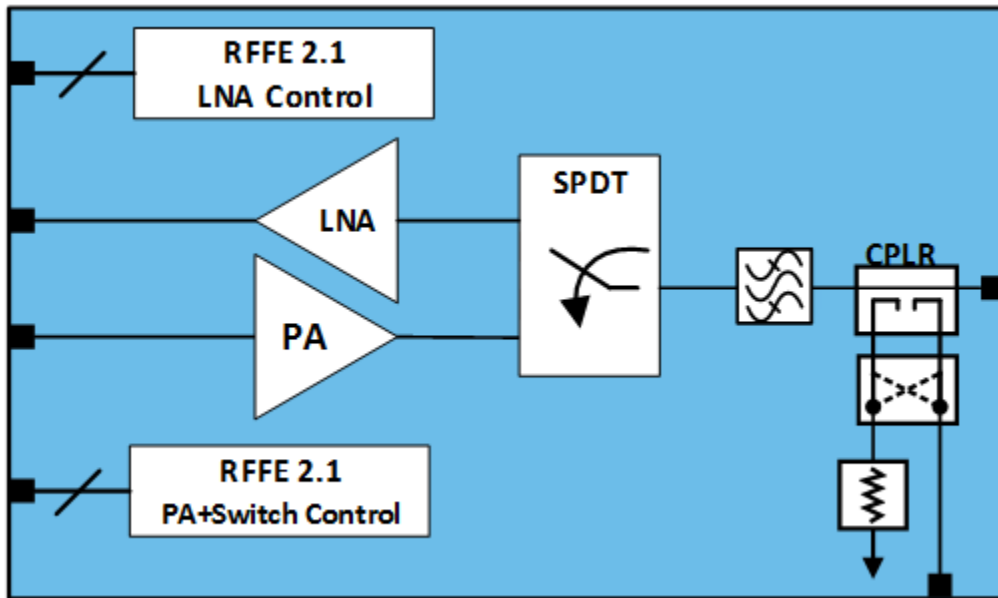 RFFE 2.1
LNA Control
LNA
SPDT
CPLR
PA
RFFE 2.1
PA+Switch Control